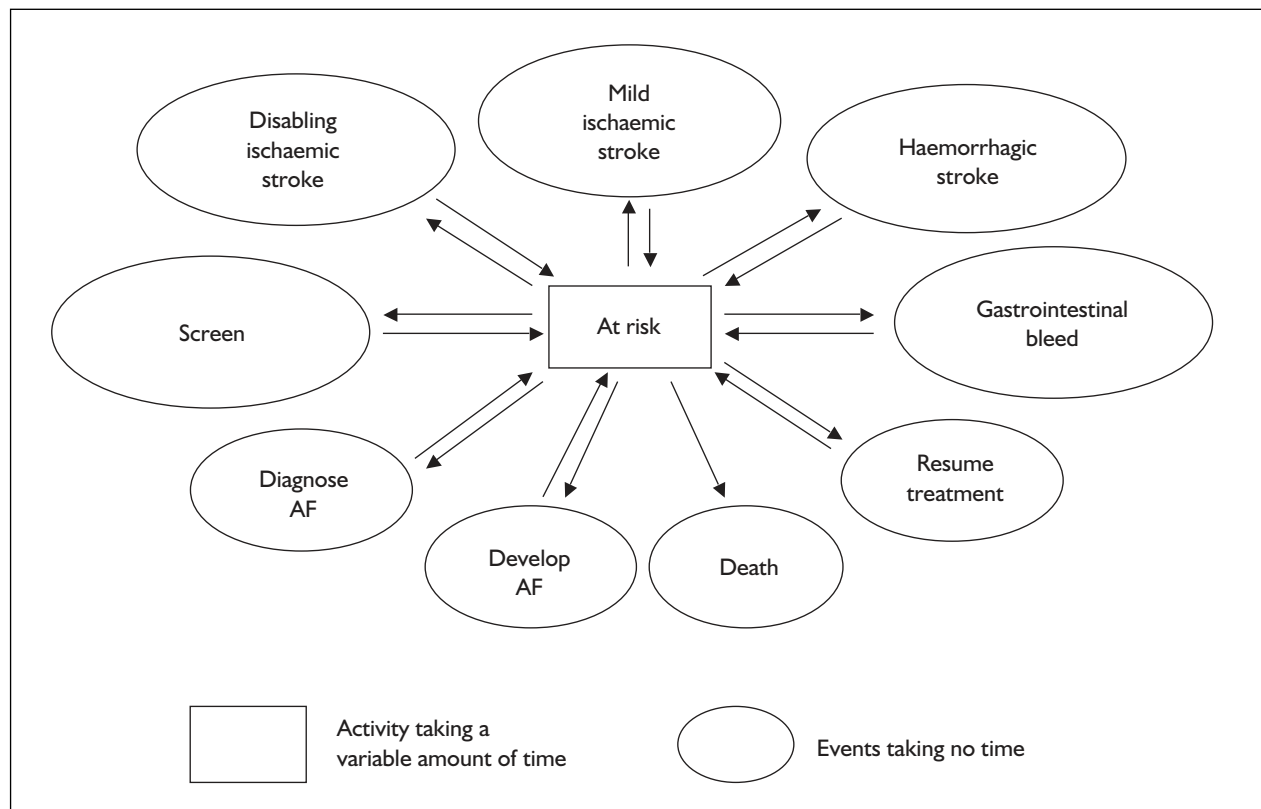 Disabling
ischaemic
stroke
Mild
ischaemic
stroke
Haemorrhagic
stroke
Screen
At risk
Gastrointestinal
bleed
Diagnose
AF
Develop
AF
Death
Resume
treatment
Activity taking a
variable amount of time
Events taking no time